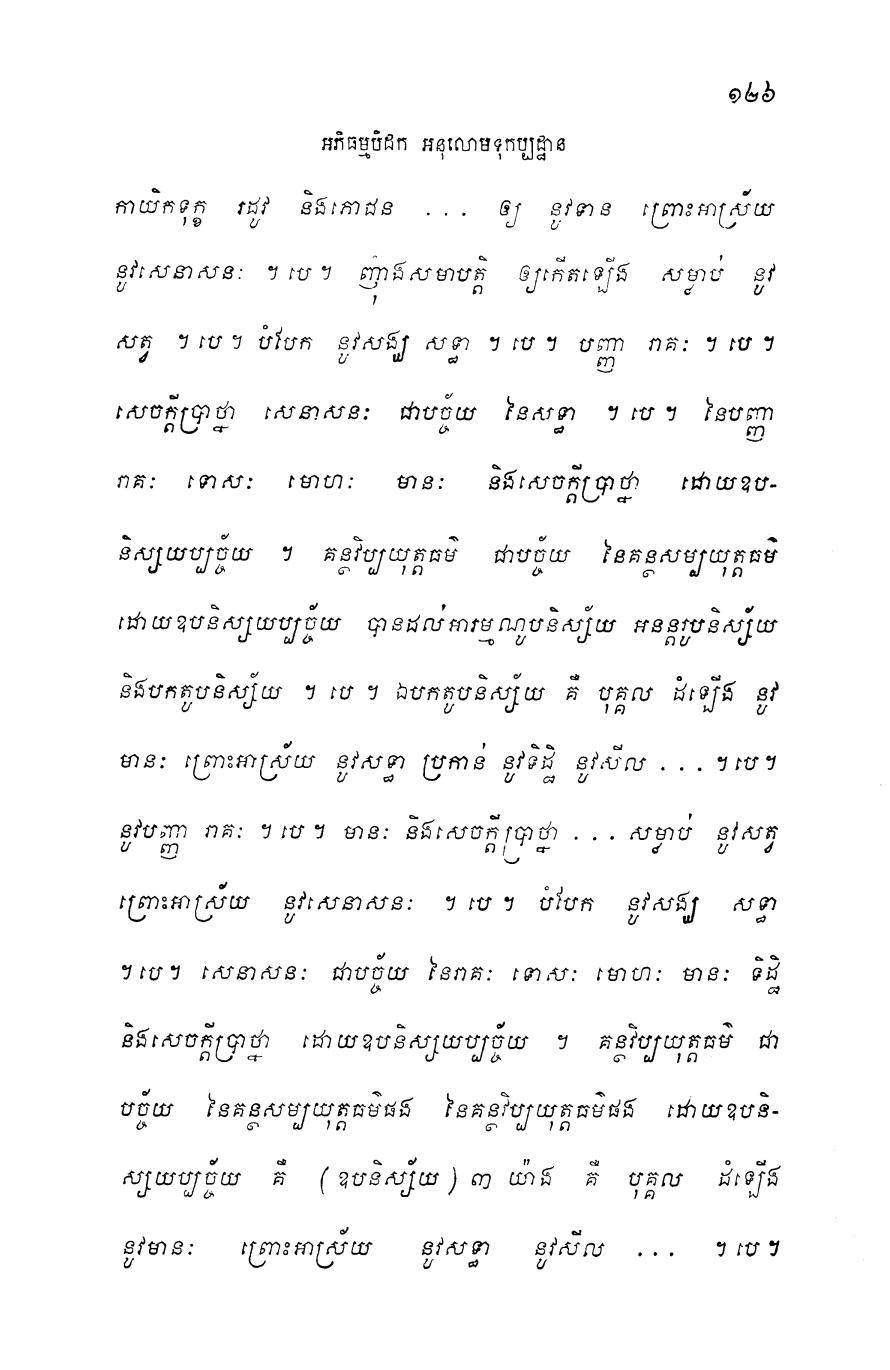 ១២៦
អភិធម្មបិដក អនុលោមទុកប្បដ្ឋាន
កាយិកទុក្ខ រដូវ និងភោជន ... ឲ្យ នូវទាន ព្រោះអាស្រ័យ
នូវសេនាសនៈ ។ បេ ។ ញ៉ាំងសមាបត្តិ ឲ្យកើតឡើង សម្លាប់ នូវ
សត្វ ។ បេ ។ បំបែក នូវសង្ឃ សទ្ធា ។ បេ ។ បញ្ញា រាគៈ ។ បេ ។
សេចក្តីប្រាថ្នា សេនាសនៈ ជាបច្ច័យ នៃសទ្ធា ។ បេ ។ នៃបញ្ញា
រាគៈ ទោសៈ មោហៈ មានៈ និងសេចក្តីប្រាថ្នា ដោយឧប-
និស្សយប្បច្ច័យ ។ គន្ថវិប្បយុត្តធម៌ ជាបច្ច័យ នៃគន្ថសម្បយុត្តធម៌
ដោយឧបនិស្សយប្បច្ច័យ បានដល់អារម្មណូបនិស្ស័យ អនន្តរូបនិស្ស័យ
និងបកតូបនិស្ស័យ ។ បេ ។ ឯបកតូបនិស្ស័យ គឺ បុគ្គល ដំឡើង នូវ
មានៈ ព្រោះអាស្រ័យ នូវសទ្ធា ប្រកាន់ នូវទិដ្ឋិ នូវសីល ... ។ បេ ។
នូវបញ្ញា រាគៈ ។ បេ ។ មានៈ និងសេចក្តីប្រាថ្នា ... សម្លាប់ នូវសត្វ
ព្រោះអាស្រ័យ នូវសេនាសនៈ ។ បេ ។ បំបែក នូវសង្ឃ សទ្ធា
។ បេ ។ សេនាសនៈ ជាបច្ច័យ នៃរាគៈ ទោសៈ មោហៈ មានៈ ទិដ្ឋិ
និងសេចក្តីប្រាថ្នា ដោយឧបនិស្សយប្បច្ច័យ ។ គន្ថវិប្បយុត្តធម៌ ជា
បច្ច័យ នៃគន្ថសម្បយុត្តធម៌ផង នៃគន្ថវិប្បយុត្តធម៌ផង ដោយឧបនិ-
ស្សយប្បច្ច័យ គឺ (ឧបនិស្ស័យ) ៣ យ៉ាង គឺ បុគ្គល ដំឡើង
នូវមានៈ ព្រោះអាស្រ័យ នូវសទ្ធា នូវសីល ... ។ បេ ។